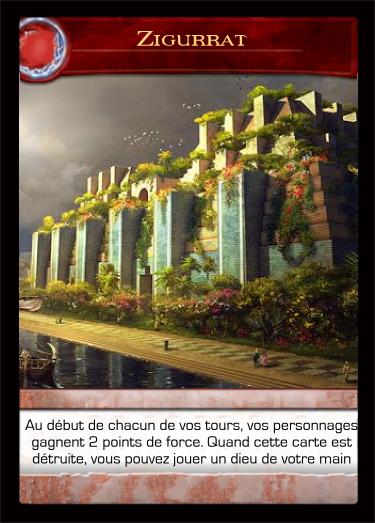 Zigurrat
Au début de chacun de vos tours, vos personnages
gagnent 2 points de force. Quand cette carte est
détruite, vous pouvez jouer un dieu de votre main